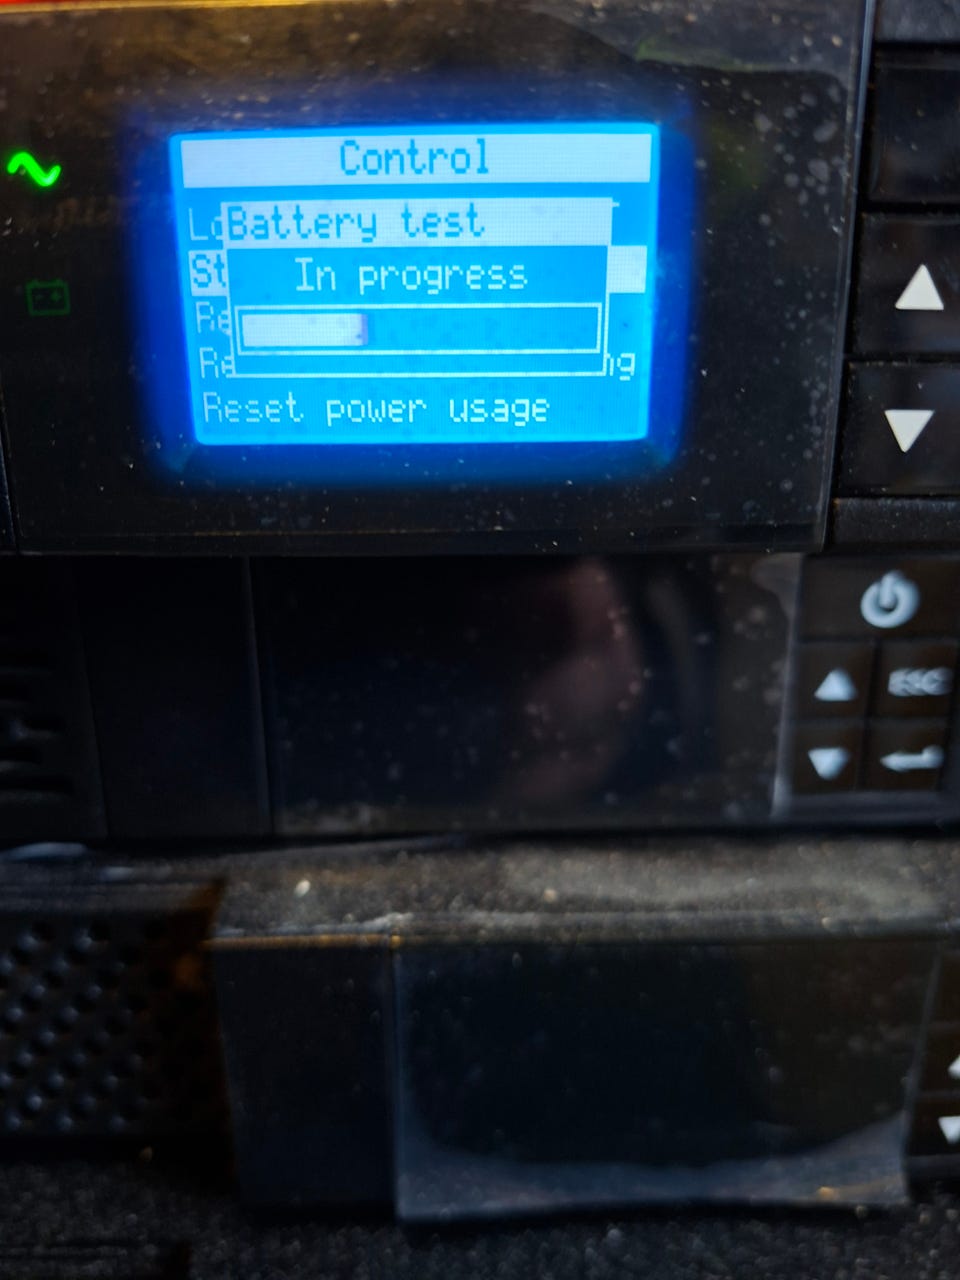 Control
Battery test
In progress
Reset power usage
ESC